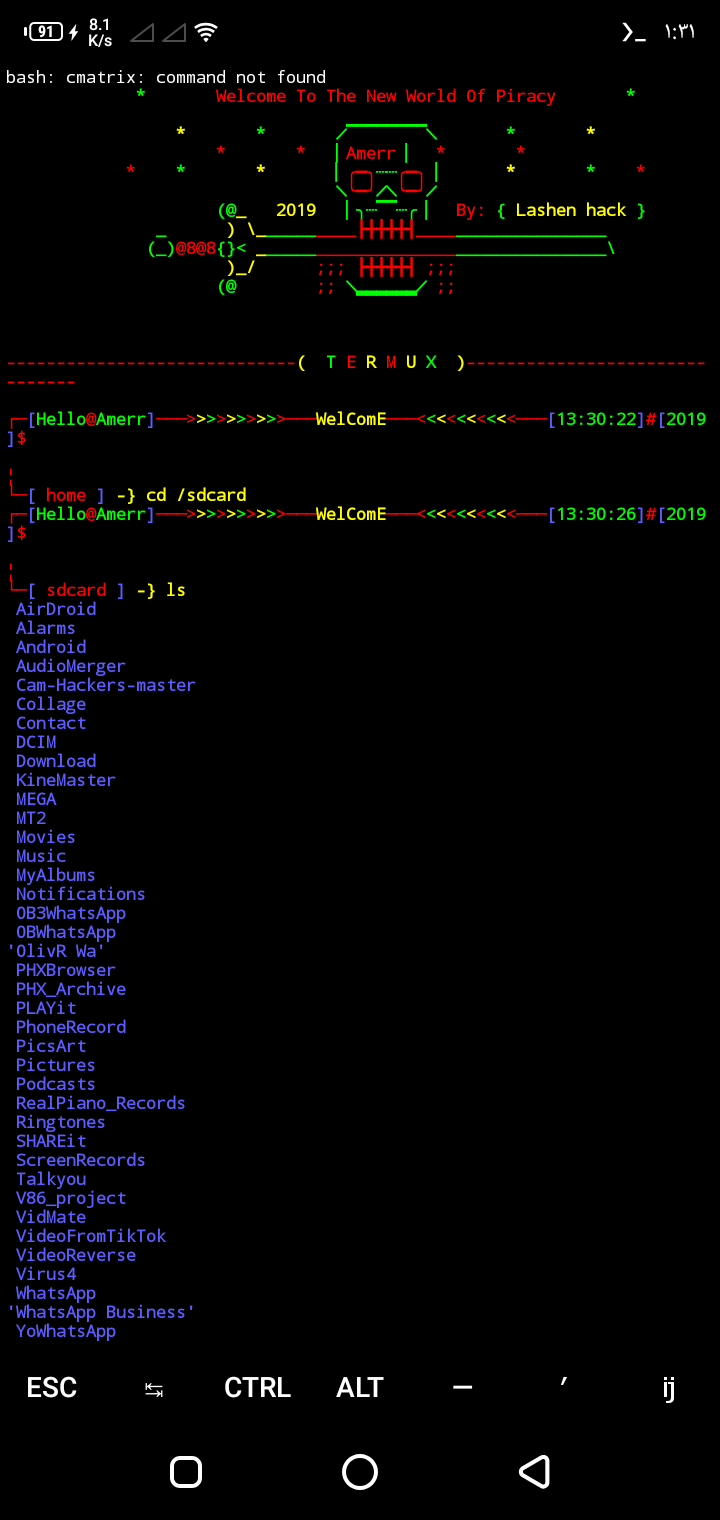 91 8.1 K/s ١:٣١
bash: cmatrix: command not found
Welcome To The New World Of Piracy
Amerr
2019 By: { Lashen hack }
(_)@8@8{}<
---------------------------( T E R M U X )---------------------------
[Hello@Amerr]───>>>>>>>>>>───WelComE───<<<<<<<<<<───[13:30:22]#[2019
]$
[ home ] -} cd /sdcard
[Hello@Amerr]───>>>>>>>>>>───WelComE───<<<<<<<<<<───[13:30:26]#[2019
]$
[ sdcard ] -} ls
AirDroid
Alarms
Android
AudioMerger
Cam-Hackers-master
Collage
Contact
DCIM
Download
KineMaster
MEGA
MT2
Movies
Music
MyAlbums
Notifications
OB3WhatsApp
OBWhatsApp
'OlivR Wa'
PHXBrowser
PHX_Archive
PLAYit
PhoneRecord
PicsArt
Pictures
Podcasts
RealPiano_Records
Ringtones
SHAREit
ScreenRecords
Talkyou
V86_project
VidMate
VideoFromTikTok
VideoReverse
Virus4
WhatsApp
'WhatsApp Business'
YoWhatsApp
ESC ↹ CTRL ALT — ′ ij